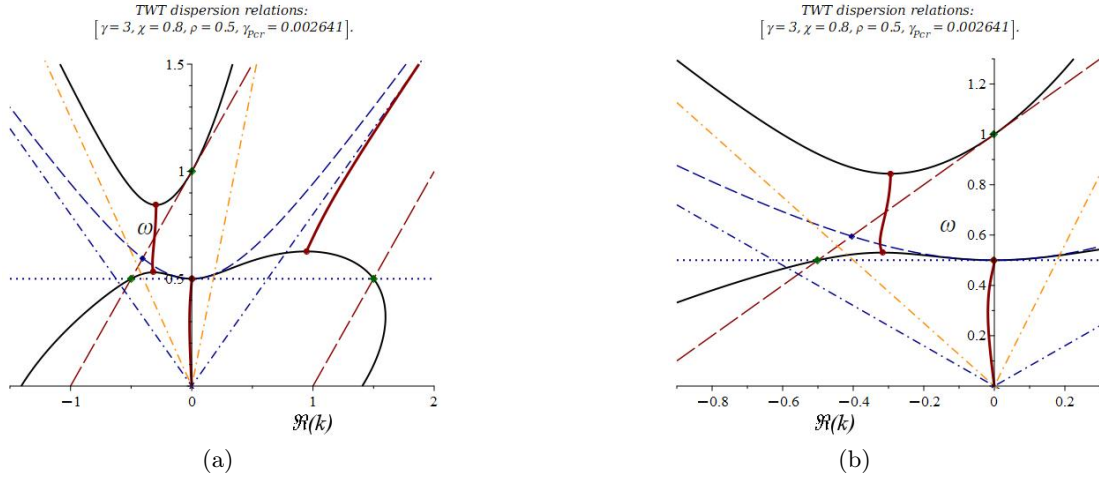 TWT dispersion relations:
[γ = 3, χ = 0.8, ρ = 0.5, γ_Pcr = 0.002641].
1.5
1
0.5
ω
−1
0
1
2
ℜ(k)
(a)
TWT dispersion relations:
[γ = 3, χ = 0.8, ρ = 0.5, γ_Pcr = 0.002641].
1.2
1
0.8
0.6
ω
0.4
0.2
−0.8
−0.6
−0.4
−0.2
0
0.2
ℜ(k)
(b)